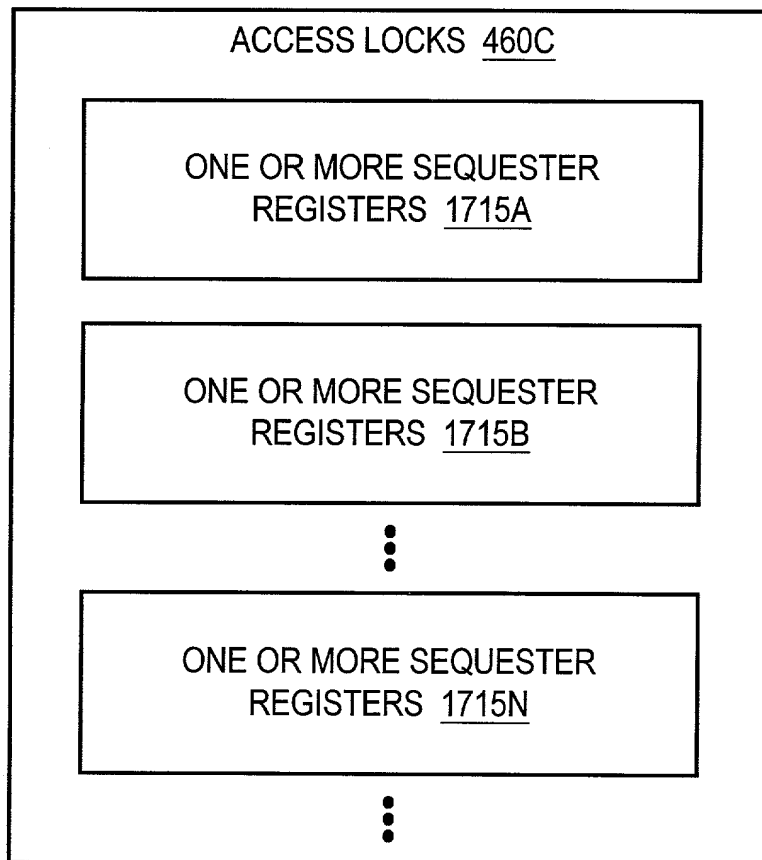 ACCESS LOCKS 460C
ONE OR MORE SEQUESTER
REGISTERS 1715A
ONE OR MORE SEQUESTER
REGISTERS 1715B
ONE OR MORE SEQUESTER
REGISTERS 1715N